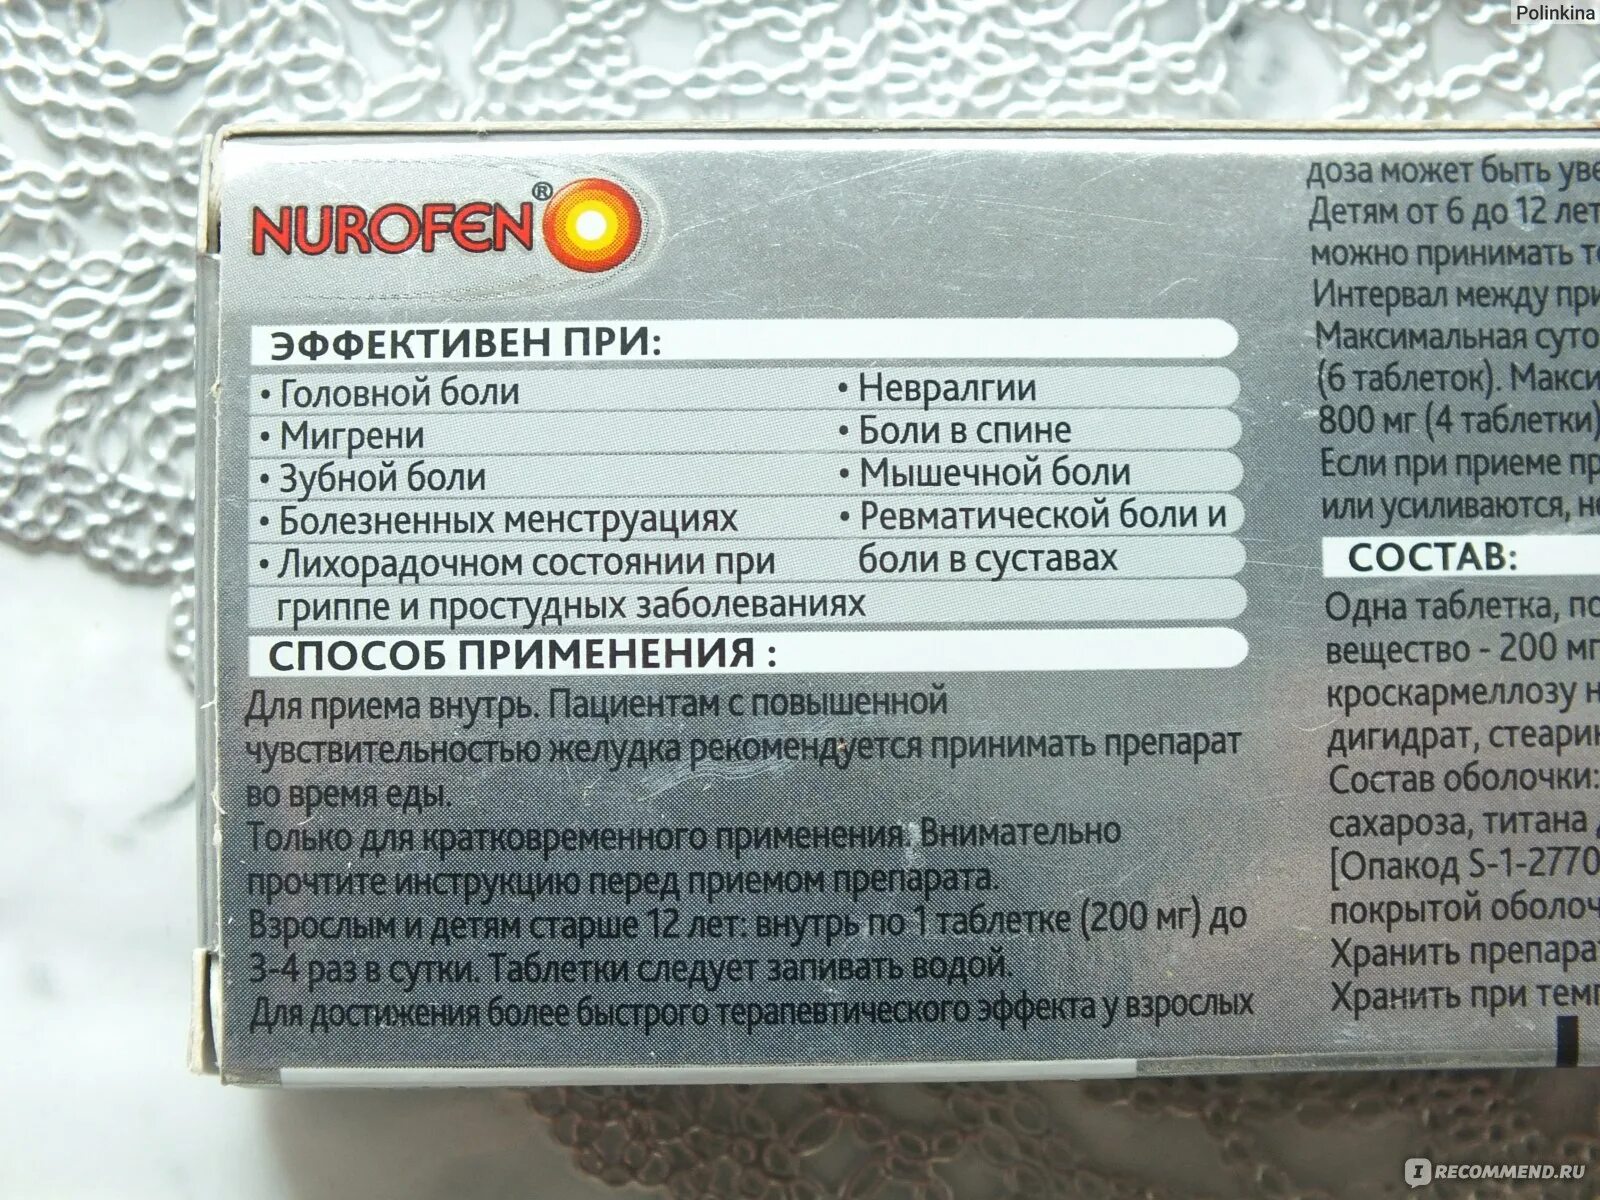 Polinkina
NUROFEN®
ЭФФЕКТИВЕН ПРИ:
• Головной боли
• Мигрени
• Зубной боли
• Болезненных менструациях
• Лихорадочном состоянии при
гриппе и простудных заболеваниях
• Невралгии
• Боли в спине
• Мышечной боли
• Ревматической боли и
боли в суставах
СПОСОБ ПРИМЕНЕНИЯ :
Для приема внутрь. Пациентам с повышенной
чувствительностью желудка рекомендуется принимать препарат
во время еды.
Только для кратковременного применения. Внимательно
прочтите инструкцию перед приемом препарата.
Взрослым и детям старше 12 лет: внутрь по 1 таблетке (200 мг) до
3-4 раз в сутки. Таблетки следует запивать водой.
Для достижения более быстрого терапевтического эффекта у взрослых
доза может быть уве
Детям от 6 до 12 лет
можно принимать то
Интервал между при
Максимальная суто
(6 таблеток). Макси
800 мг (4 таблетки)
Если при приеме пр
или усиливаются, не
СОСТАВ:
Одна таблетка, по
вещество - 200 мг
кроскармеллозу н
дигидрат, стеарин
Состав оболочки:
сахароза, титана
[Опакод S-1-2770
покрытой оболоч
Хранить препарат
Хранить при темп
IRECOMMEND.RU